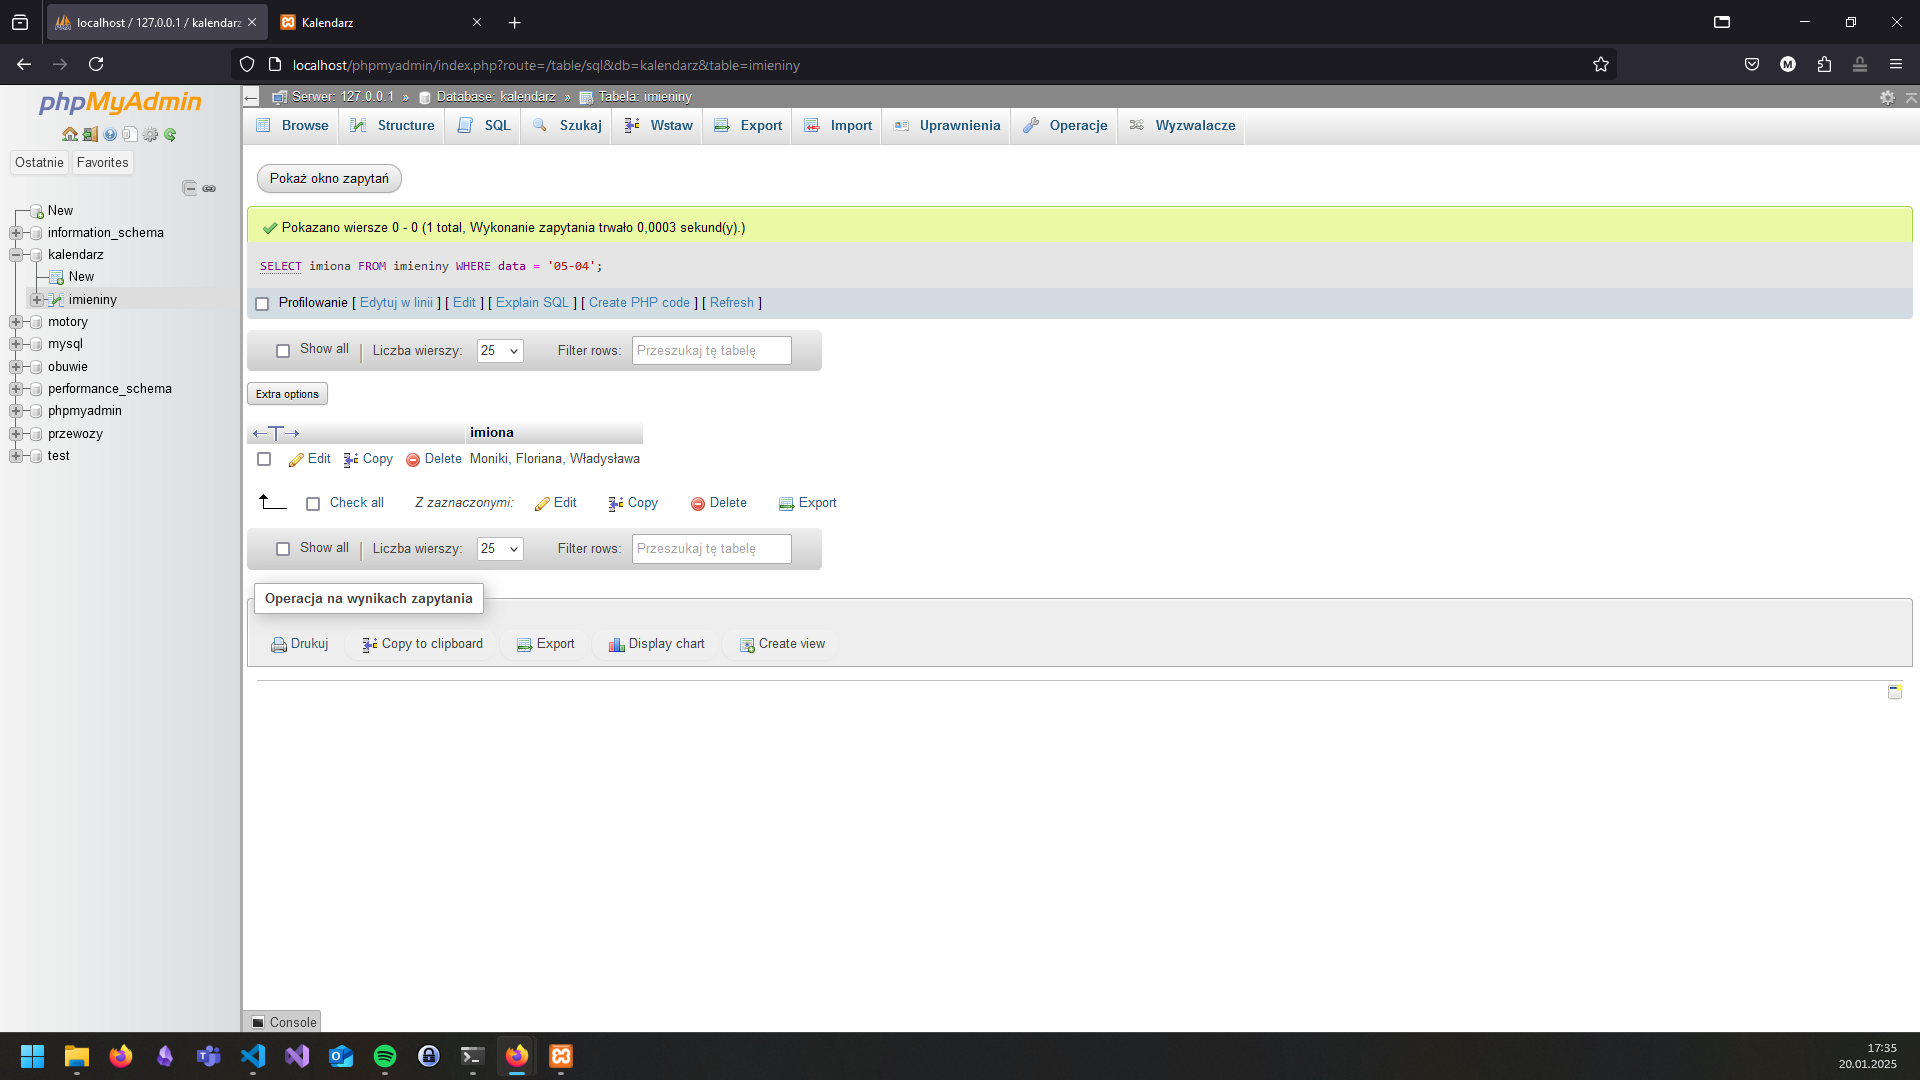 localhost / 127.0.0.1 / kalendarz
Kalendarz
localhost/phpmyadmin/index.php?route=/table/sql&db=kalendarz&table=imieniny
M
phpMyAdmin
Ostatnie
Favorites
New
information_schema
kalendarz
New
imieniny
motory
mysql
obuwie
performance_schema
phpmyadmin
przewozy
test
Serwer: 127.0.0.1 » Database: kalendarz » Tabela: imieniny
Browse
Structure
SQL
Szukaj
Wstaw
Export
Import
Uprawnienia
Operacje
Wyzwalacze
Pokaż okno zapytań
Pokazano wiersze 0 - 0 (1 total, Wykonanie zapytania trwało 0,0003 sekund(y).)
SELECT imiona FROM imieniny WHERE data = '05-04';
Profilowanie [ Edytuj w linii ] [ Edit ] [ Explain SQL ] [ Create PHP code ] [ Refresh ]
Show all
Liczba wierszy:
25
Filter rows:
Przeszukaj tę tabelę
Extra options
imiona
Edit
Copy
Delete
Moniki, Floriana, Władysława
Check all
Z zaznaczonymi:
Edit
Copy
Delete
Export
Show all
Liczba wierszy:
25
Filter rows:
Przeszukaj tę tabelę
Operacja na wynikach zapytania
Drukuj
Copy to clipboard
Export
Display chart
Create view
Console
17:35
20.01.2025